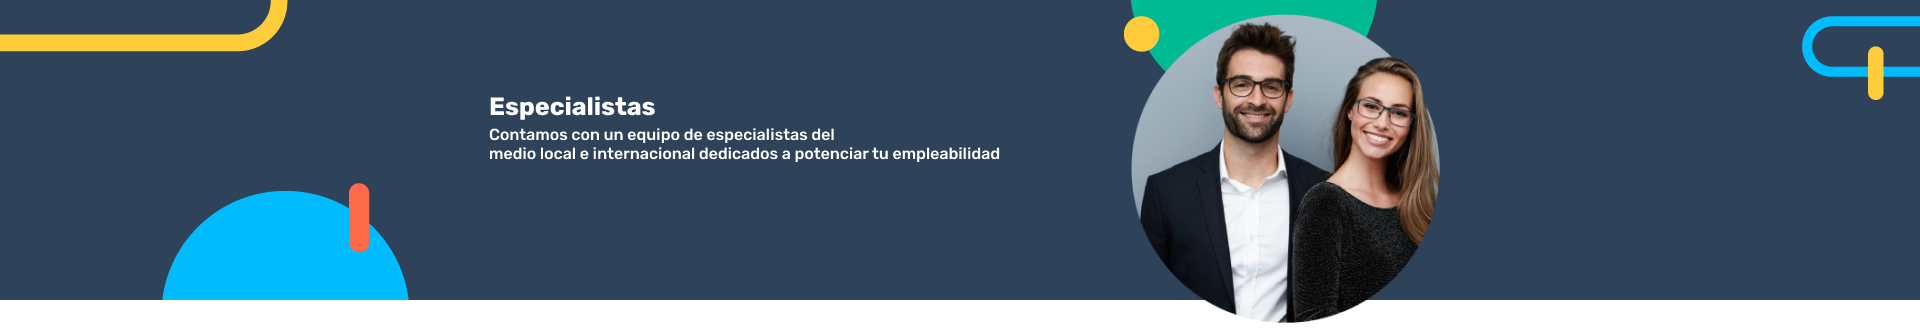 Especialistas
Contamos con un equipo de especialistas del
medio local e internacional dedicados a potenciar tu empleabilidad